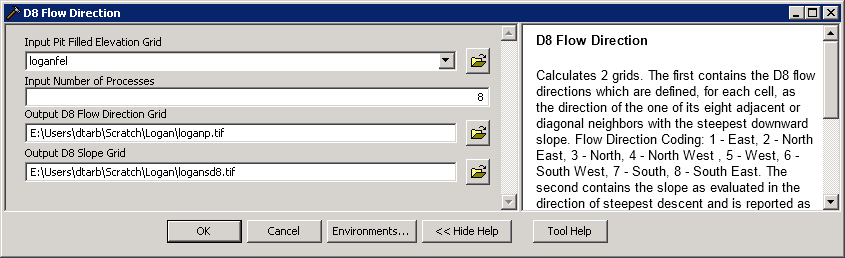 D8 Flow Direction
Input Pit Filled Elevation Grid
loganfel
Input Number of Processes
8
Output D8 Flow Direction Grid
E:\Users\dtarb\Scratch\Logan\loganp.tif
Output D8 Slope Grid
E:\Users\dtarb\Scratch\Logan\logansd8.tif
D8 Flow Direction
Calculates 2 grids. The first contains the D8 flow
directions which are defined, for each cell, as
the direction of the one of its eight adjacent or
diagonal neighbors with the steepest downward
slope. Flow Direction Coding: 1 - East, 2 - North
East, 3 - North, 4 - North West , 5 - West, 6 -
South West, 7 - South, 8 - South East. The
second contains the slope as evaluated in the
direction of steepest descent and is reported as
OK
Cancel
Environments...
<< Hide Help
Tool Help